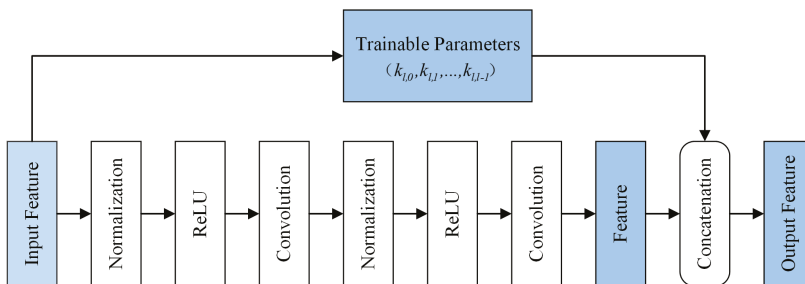 Trainable Parameters
(k_{l,0},k_{l,1},...,k_{l,l-1})
Input Feature
Normalization
ReLU
Convolution
Normalization
ReLU
Convolution
Feature
Concatenation
Output Feature